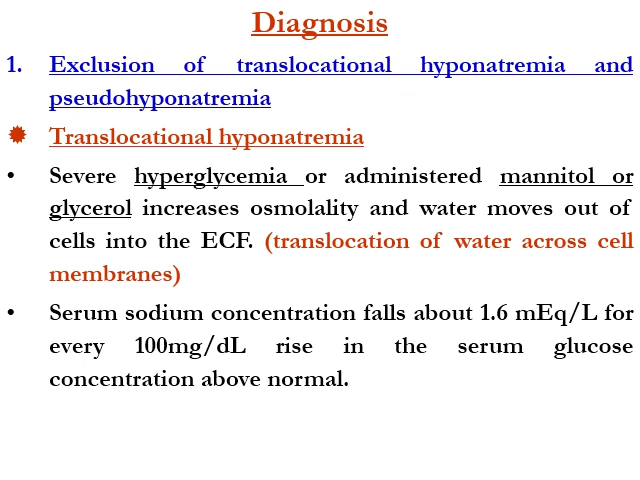 Diagnosis
1. Exclusion of translocational hyponatremia and
pseudohyponatremia
Translocational hyponatremia
• Severe hyperglycemia or administered mannitol or
glycerol increases osmolality and water moves out of
cells into the ECF. (translocation of water across cell
membranes)
• Serum sodium concentration falls about 1.6 mEq/L for
every 100mg/dL rise in the serum glucose
concentration above normal.